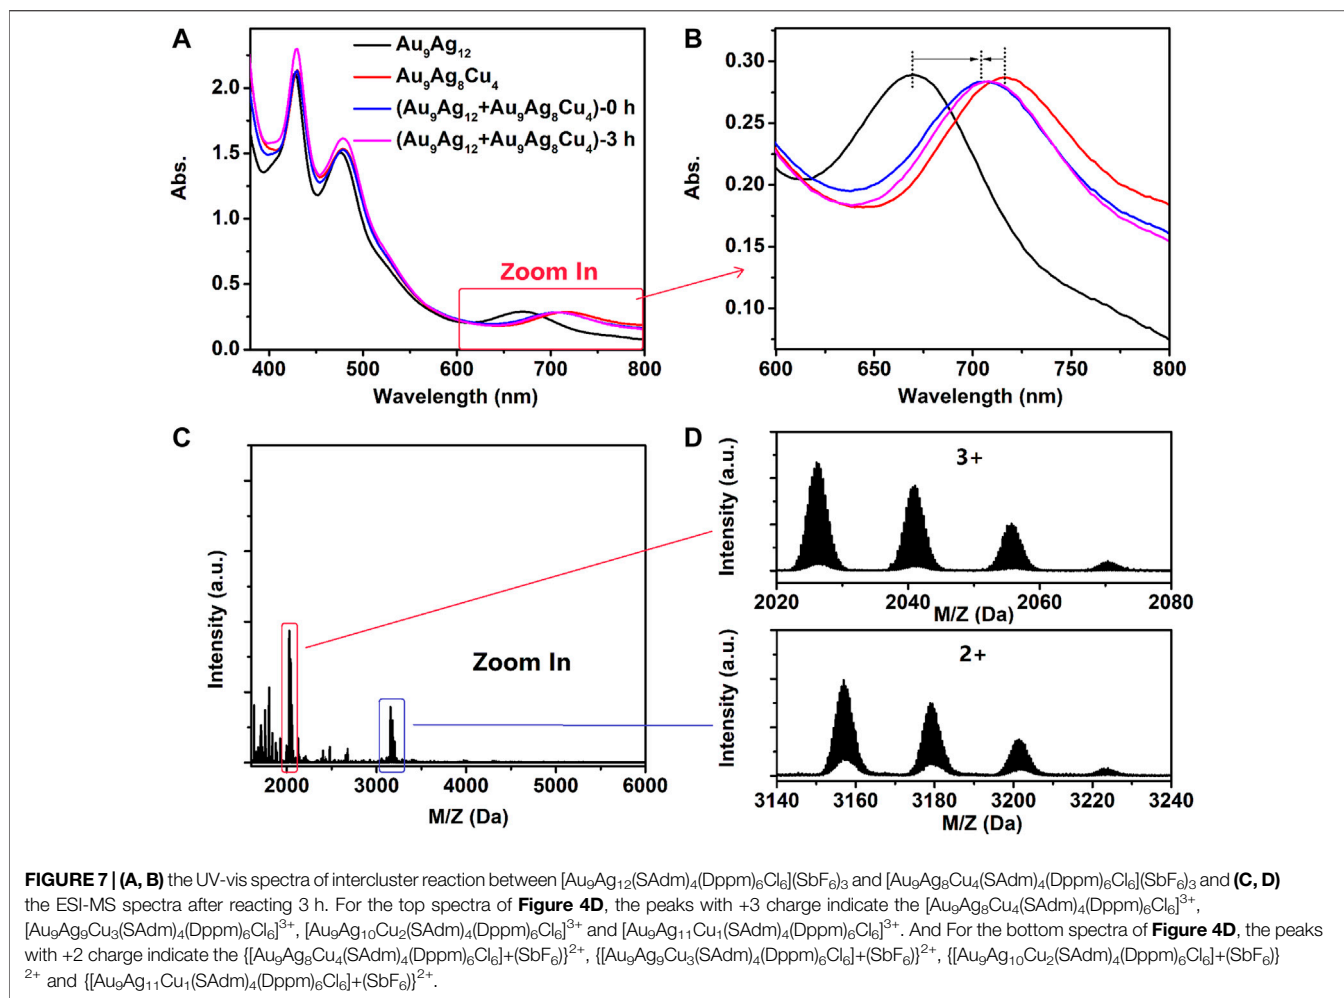 A
Au₉Ag₁₂
Au₉Ag₈Cu₄
(Au₉Ag₁₂+Au₉Ag₈Cu₄)-0 h
(Au₉Ag₁₂+Au₉Ag₈Cu₄)-3 h
Abs.
2.0
1.5
1.0
0.5
0.0
Zoom In
400 500 600 700 800
Wavelength (nm)
B
Abs.
0.30
0.25
0.20
0.15
0.10
600 650 700 750 800
Wavelength (nm)
C
Intensity (a.u.)
Zoom In
2000 3000 4000 5000 6000
M/Z (Da)
D
Intensity (a.u.)
3+
2020 2040 2060 2080
M/Z (Da)
Intensity (a.u.)
2+
3140 3160 3180 3200 3220 3240
M/Z (Da)
FIGURE 7 | (A, B) the UV-vis spectra of intercluster reaction between [Au₉Ag₁₂(SAdm)₄(Dppm)₆Cl₆](SbF₆)₃ and [Au₉Ag₈Cu₄(SAdm)₄(Dppm)₆Cl₆](SbF₆)₃ and (C, D)
the ESI-MS spectra after reacting 3 h. For the top spectra of Figure 4D, the peaks with +3 charge indicate the [Au₉Ag₈Cu₄(SAdm)₄(Dppm)₆Cl₆]³⁺,
[Au₉Ag₉Cu₃(SAdm)₄(Dppm)₆Cl₆]³⁺, [Au₉Ag₁₀Cu₂(SAdm)₄(Dppm)₆Cl₆]³⁺ and [Au₉Ag₁₁Cu₁(SAdm)₄(Dppm)₆Cl₆]³⁺. And For the bottom spectra of Figure 4D, the peaks
with +2 charge indicate the {[Au₉Ag₈Cu₄(SAdm)₄(Dppm)₆Cl₆]+(SbF₆)}²⁺, {[Au₉Ag₉Cu₃(SAdm)₄(Dppm)₆Cl₆]+(SbF₆)}²⁺, {[Au₉Ag₁₀Cu₂(SAdm)₄(Dppm)₆Cl₆]+(SbF₆)}
²⁺ and {[Au₉Ag₁₁Cu₁(SAdm)₄(Dppm)₆Cl₆]+(SbF₆)}²⁺.